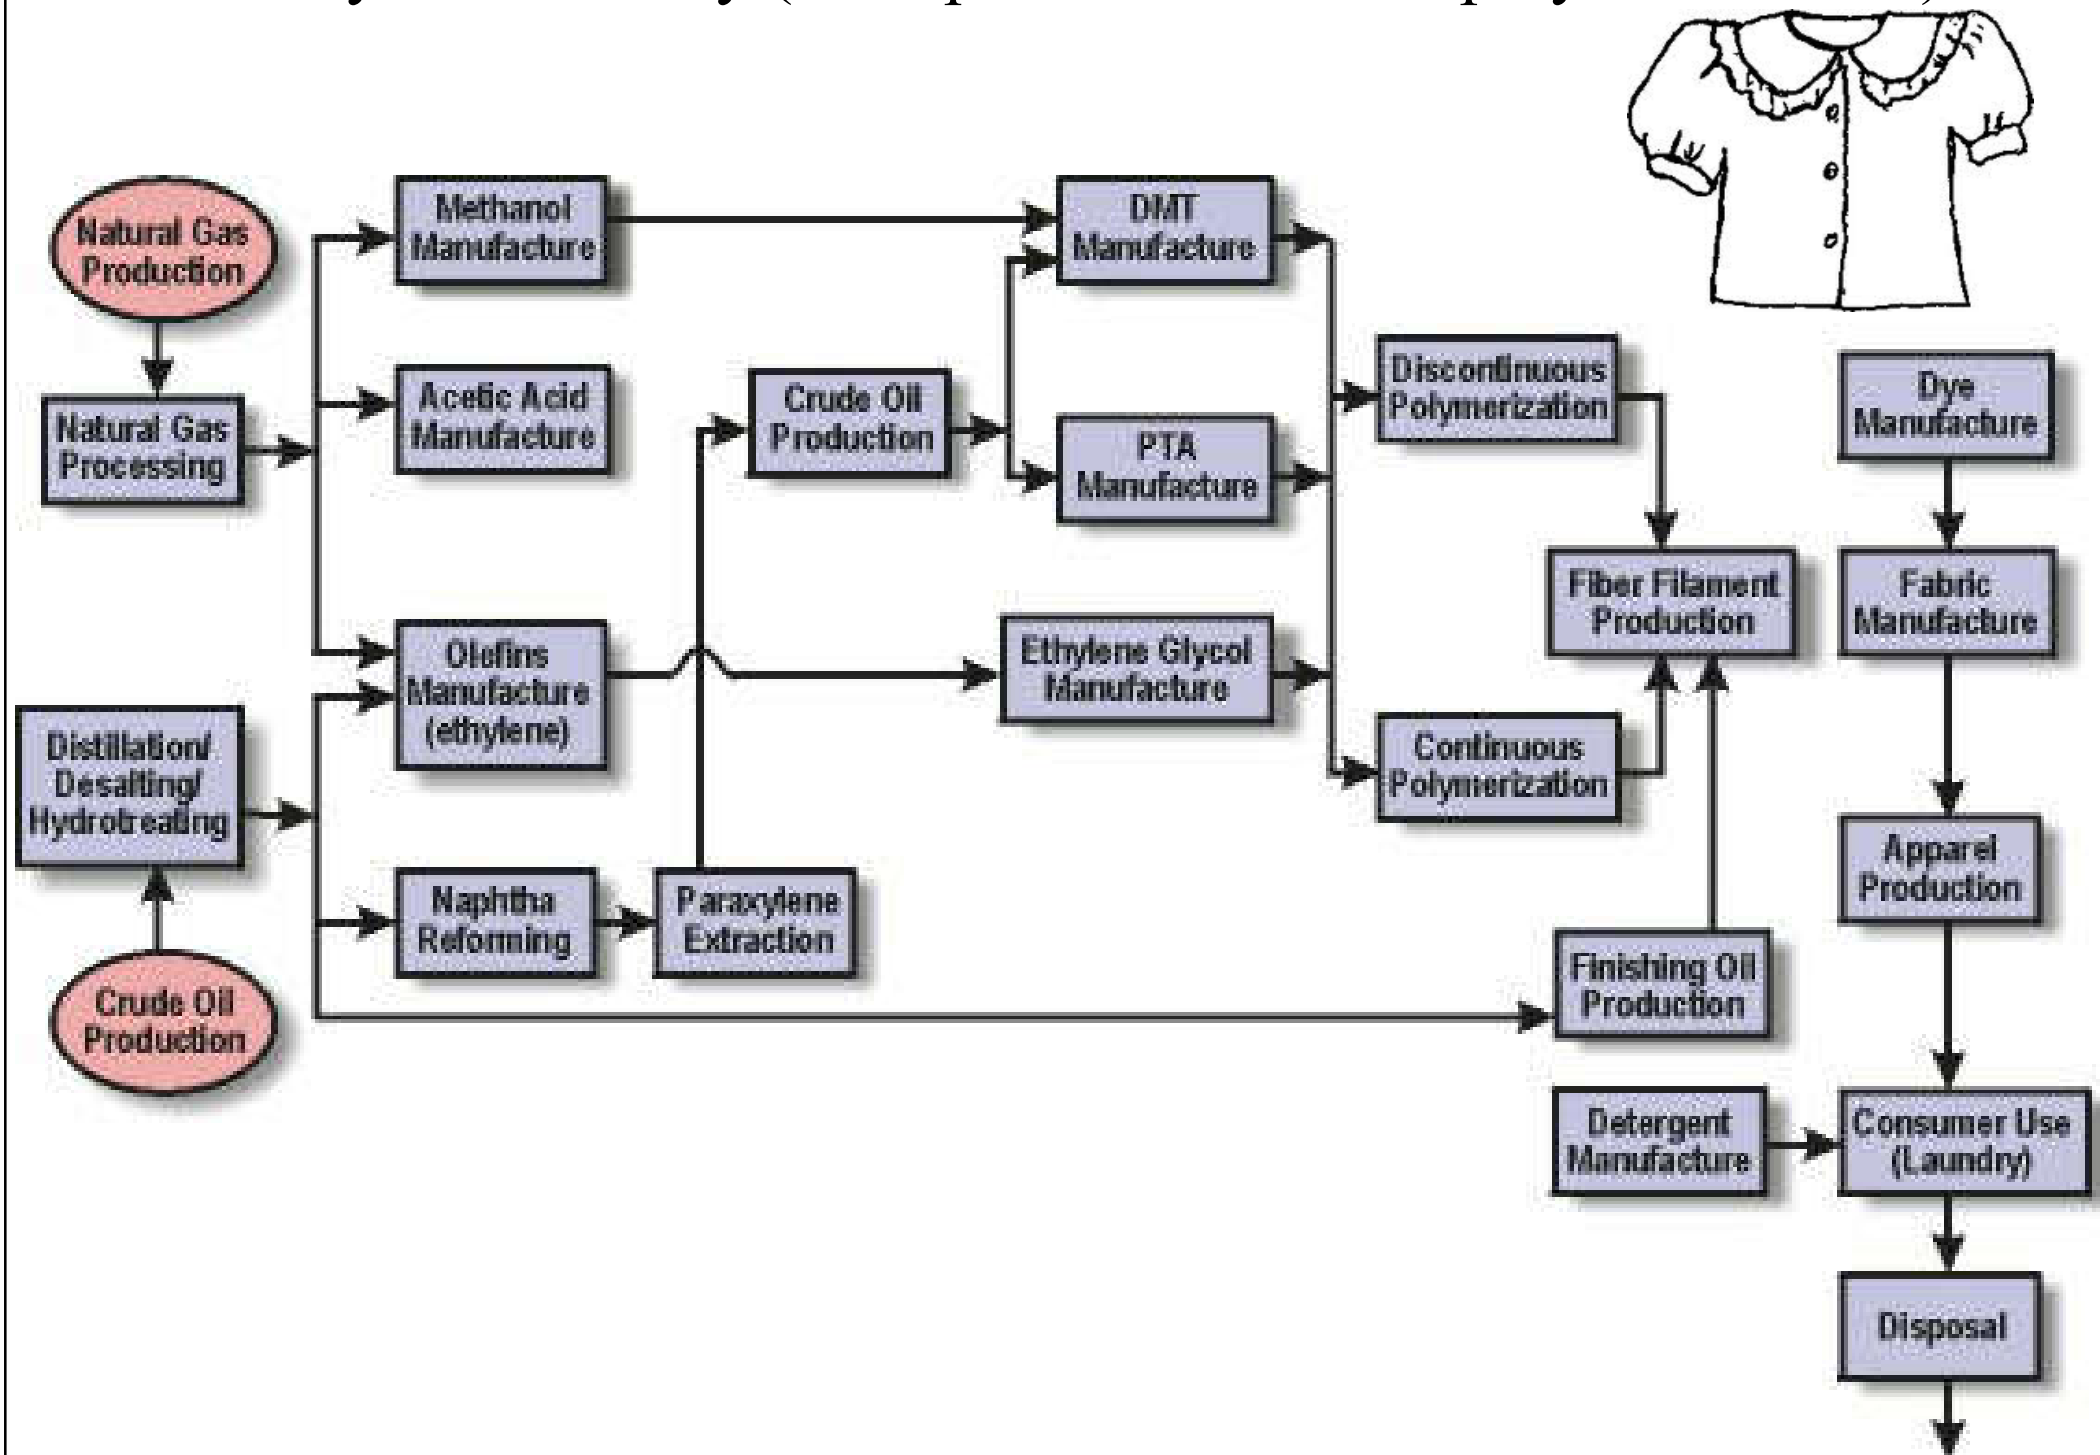 Natural Gas
Production
Natural Gas
Processing
Distillation/
Desalting/
Hydrotreating
Crude Oil
Production
Methanol
Manufacture
Acetic Acid
Manufacture
Olefins
Manufacture
(ethylene)
Naphtha
Reforming
Paraxylene
Extraction
Crude Oil
Production
DMT
Manufacture
PTA
Manufacture
Ethylene Glycol
Manufacture
Discontinuous
Polymerization
Continuous
Polymerization
Fiber Filament
Production
Finishing Oil
Production
Detergent
Manufacture
Dye
Manufacture
Fabric
Manufacture
Apparel
Production
Consumer Use
(Laundry)
Disposal